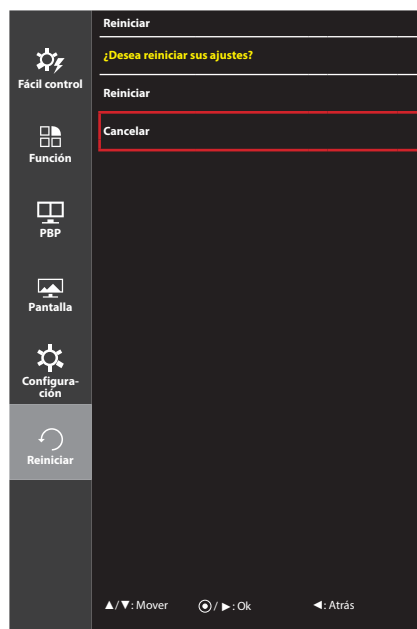 Fácil control
Función
PBP
Pantalla
Configura-
ción
Reiniciar
Reiniciar
¿Desea reiniciar sus ajustes?
Reiniciar
Cancelar
▲/▼: Mover
/ ►: Ok
◄: Atrás